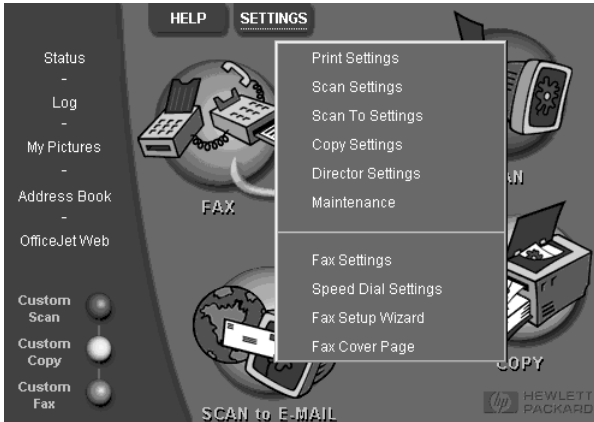 HELP
SETTINGS
Status
-
Log
-
My Pictures
-
Address Book
-
OfficeJet Web
Custom
Scan
Custom
Copy
Custom
Fax
Print Settings
Scan Settings
Scan To Settings
Copy Settings
Director Settings
Maintenance
Fax Settings
Speed Dial Settings
Fax Setup Wizard
Fax Cover Page
FAX
AN
SCAN to E-MAIL
COPY
hp HEWLETT
PACKARD